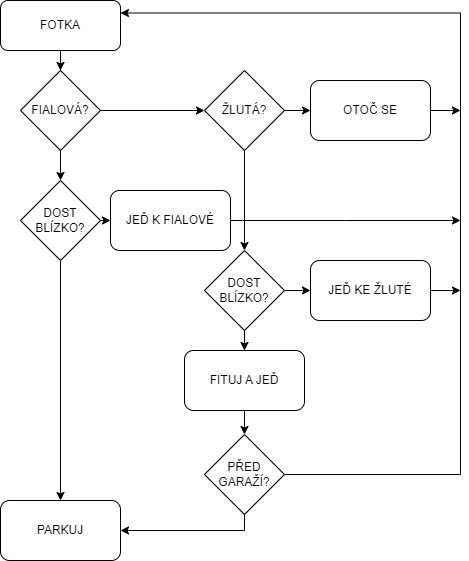 FOTKA
FIALOVÁ?
ŽLUTÁ?
OTOČ SE
DOST
BLÍZKO?
JEĎ K FIALOVÉ
DOST
BLÍZKO?
JEĎ KE ŽLUTÉ
FITUJ A JEĎ
PŘED
GARAŽÍ?
PARKUJ